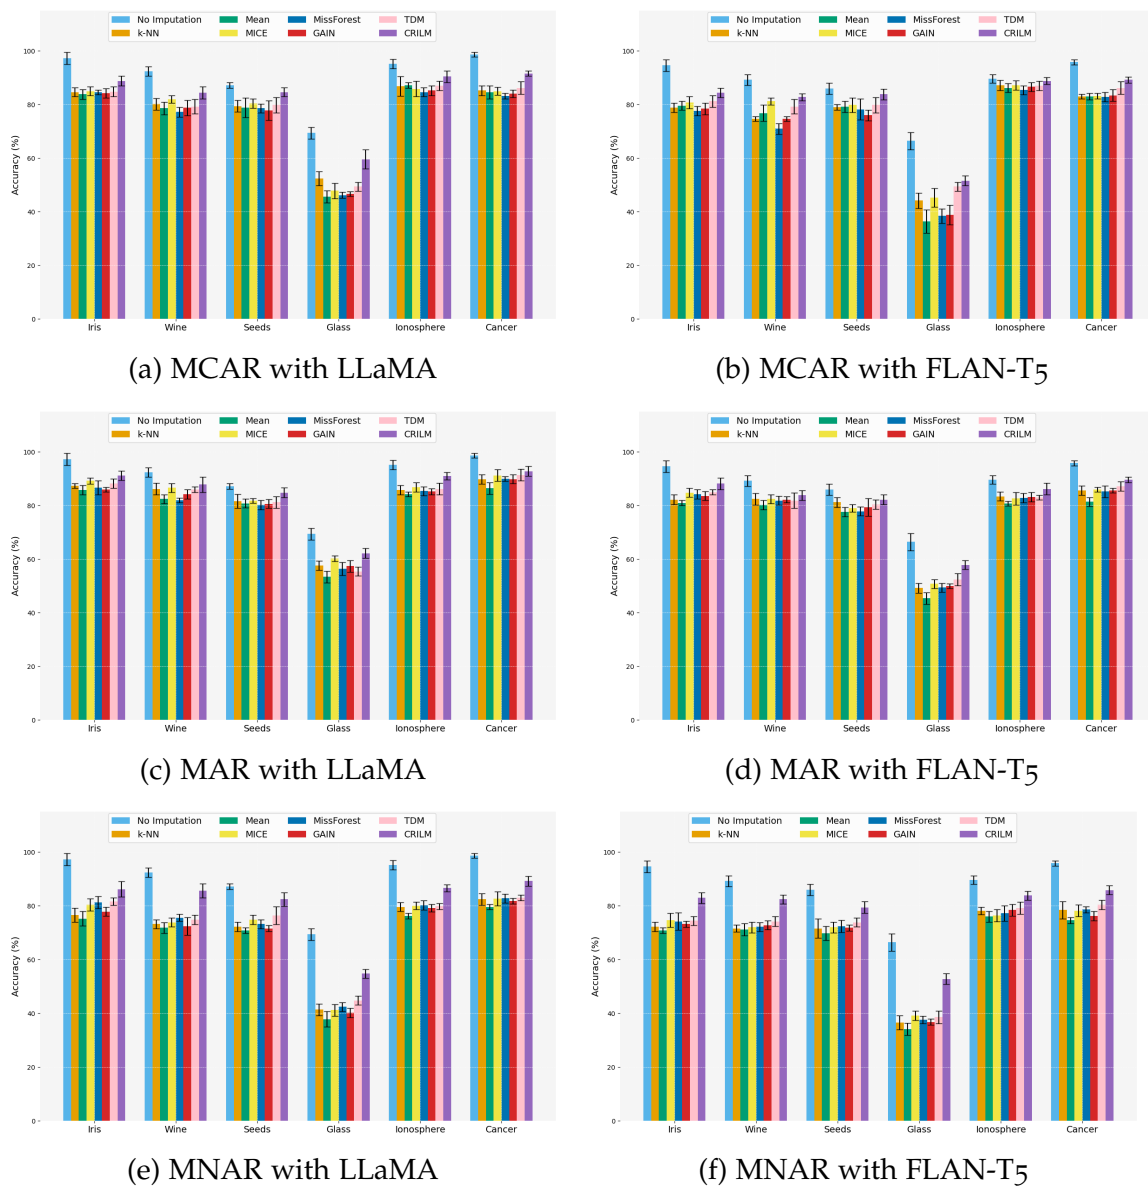 No Imputation Mean MissForest TDM
k-NN MICE GAIN CRILM
Accuracy (%)
100
80
60
40
20
0
Iris Wine Seeds Glass Ionosphere Cancer
(a) MCAR with LLaMA
No Imputation Mean MissForest TDM
k-NN MICE GAIN CRILM
Accuracy (%)
100
80
60
40
20
0
Iris Wine Seeds Glass Ionosphere Cancer
(b) MCAR with FLAN-T5
No Imputation Mean MissForest TDM
k-NN MICE GAIN CRILM
Accuracy (%)
100
80
60
40
20
0
Iris Wine Seeds Glass Ionosphere Cancer
(c) MAR with LLaMA
No Imputation Mean MissForest TDM
k-NN MICE GAIN CRILM
Accuracy (%)
100
80
60
40
20
0
Iris Wine Seeds Glass Ionosphere Cancer
(d) MAR with FLAN-T5
No Imputation Mean MissForest TDM
k-NN MICE GAIN CRILM
Accuracy (%)
100
80
60
40
20
0
Iris Wine Seeds Glass Ionosphere Cancer
(e) MNAR with LLaMA
No Imputation Mean MissForest TDM
k-NN MICE GAIN CRILM
Accuracy (%)
100
80
60
40
20
0
Iris Wine Seeds Glass Ionosphere Cancer
(f) MNAR with FLAN-T5